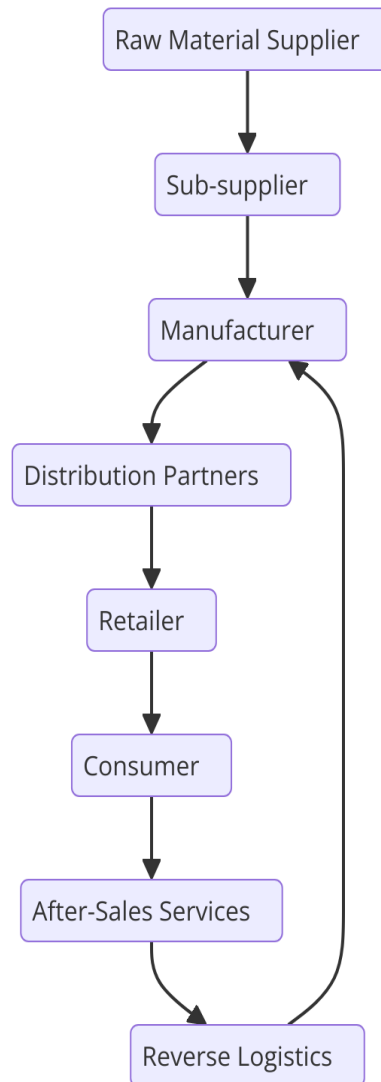 Raw Material Supplier
Sub-supplier
Manufacturer
Distribution Partners
Retailer
Consumer
After-Sales Services
Reverse Logistics